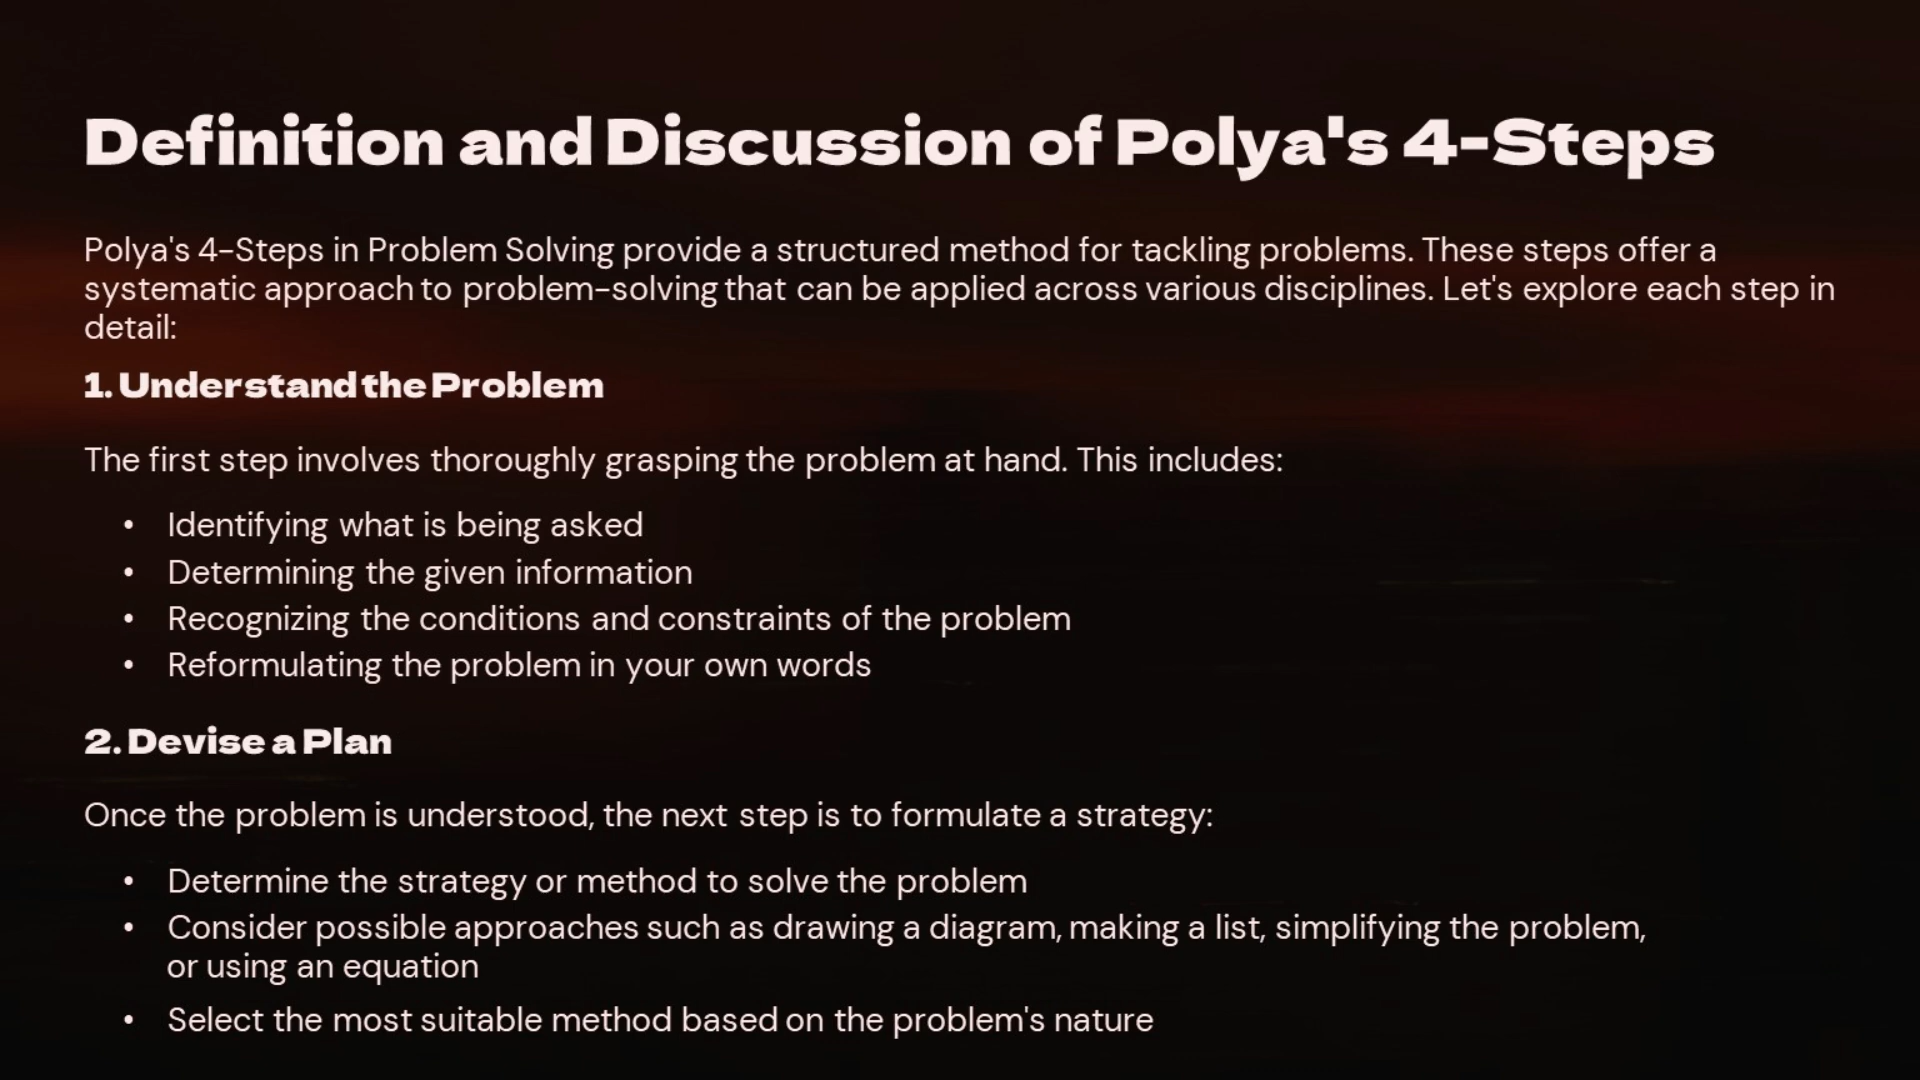 Definition and Discussion of Polya's 4-Steps
Polya's 4-Steps in Problem Solving provide a structured method for tackling problems. These steps offer a
systematic approach to problem-solving that can be applied across various disciplines. Let's explore each step in
detail:
1. Understand the Problem
The first step involves thoroughly grasping the problem at hand. This includes:
• Identifying what is being asked
• Determining the given information
• Recognizing the conditions and constraints of the problem
• Reformulating the problem in your own words
2. Devise a Plan
Once the problem is understood, the next step is to formulate a strategy:
• Determine the strategy or method to solve the problem
• Consider possible approaches such as drawing a diagram, making a list, simplifying the problem,
or using an equation
• Select the most suitable method based on the problem's nature